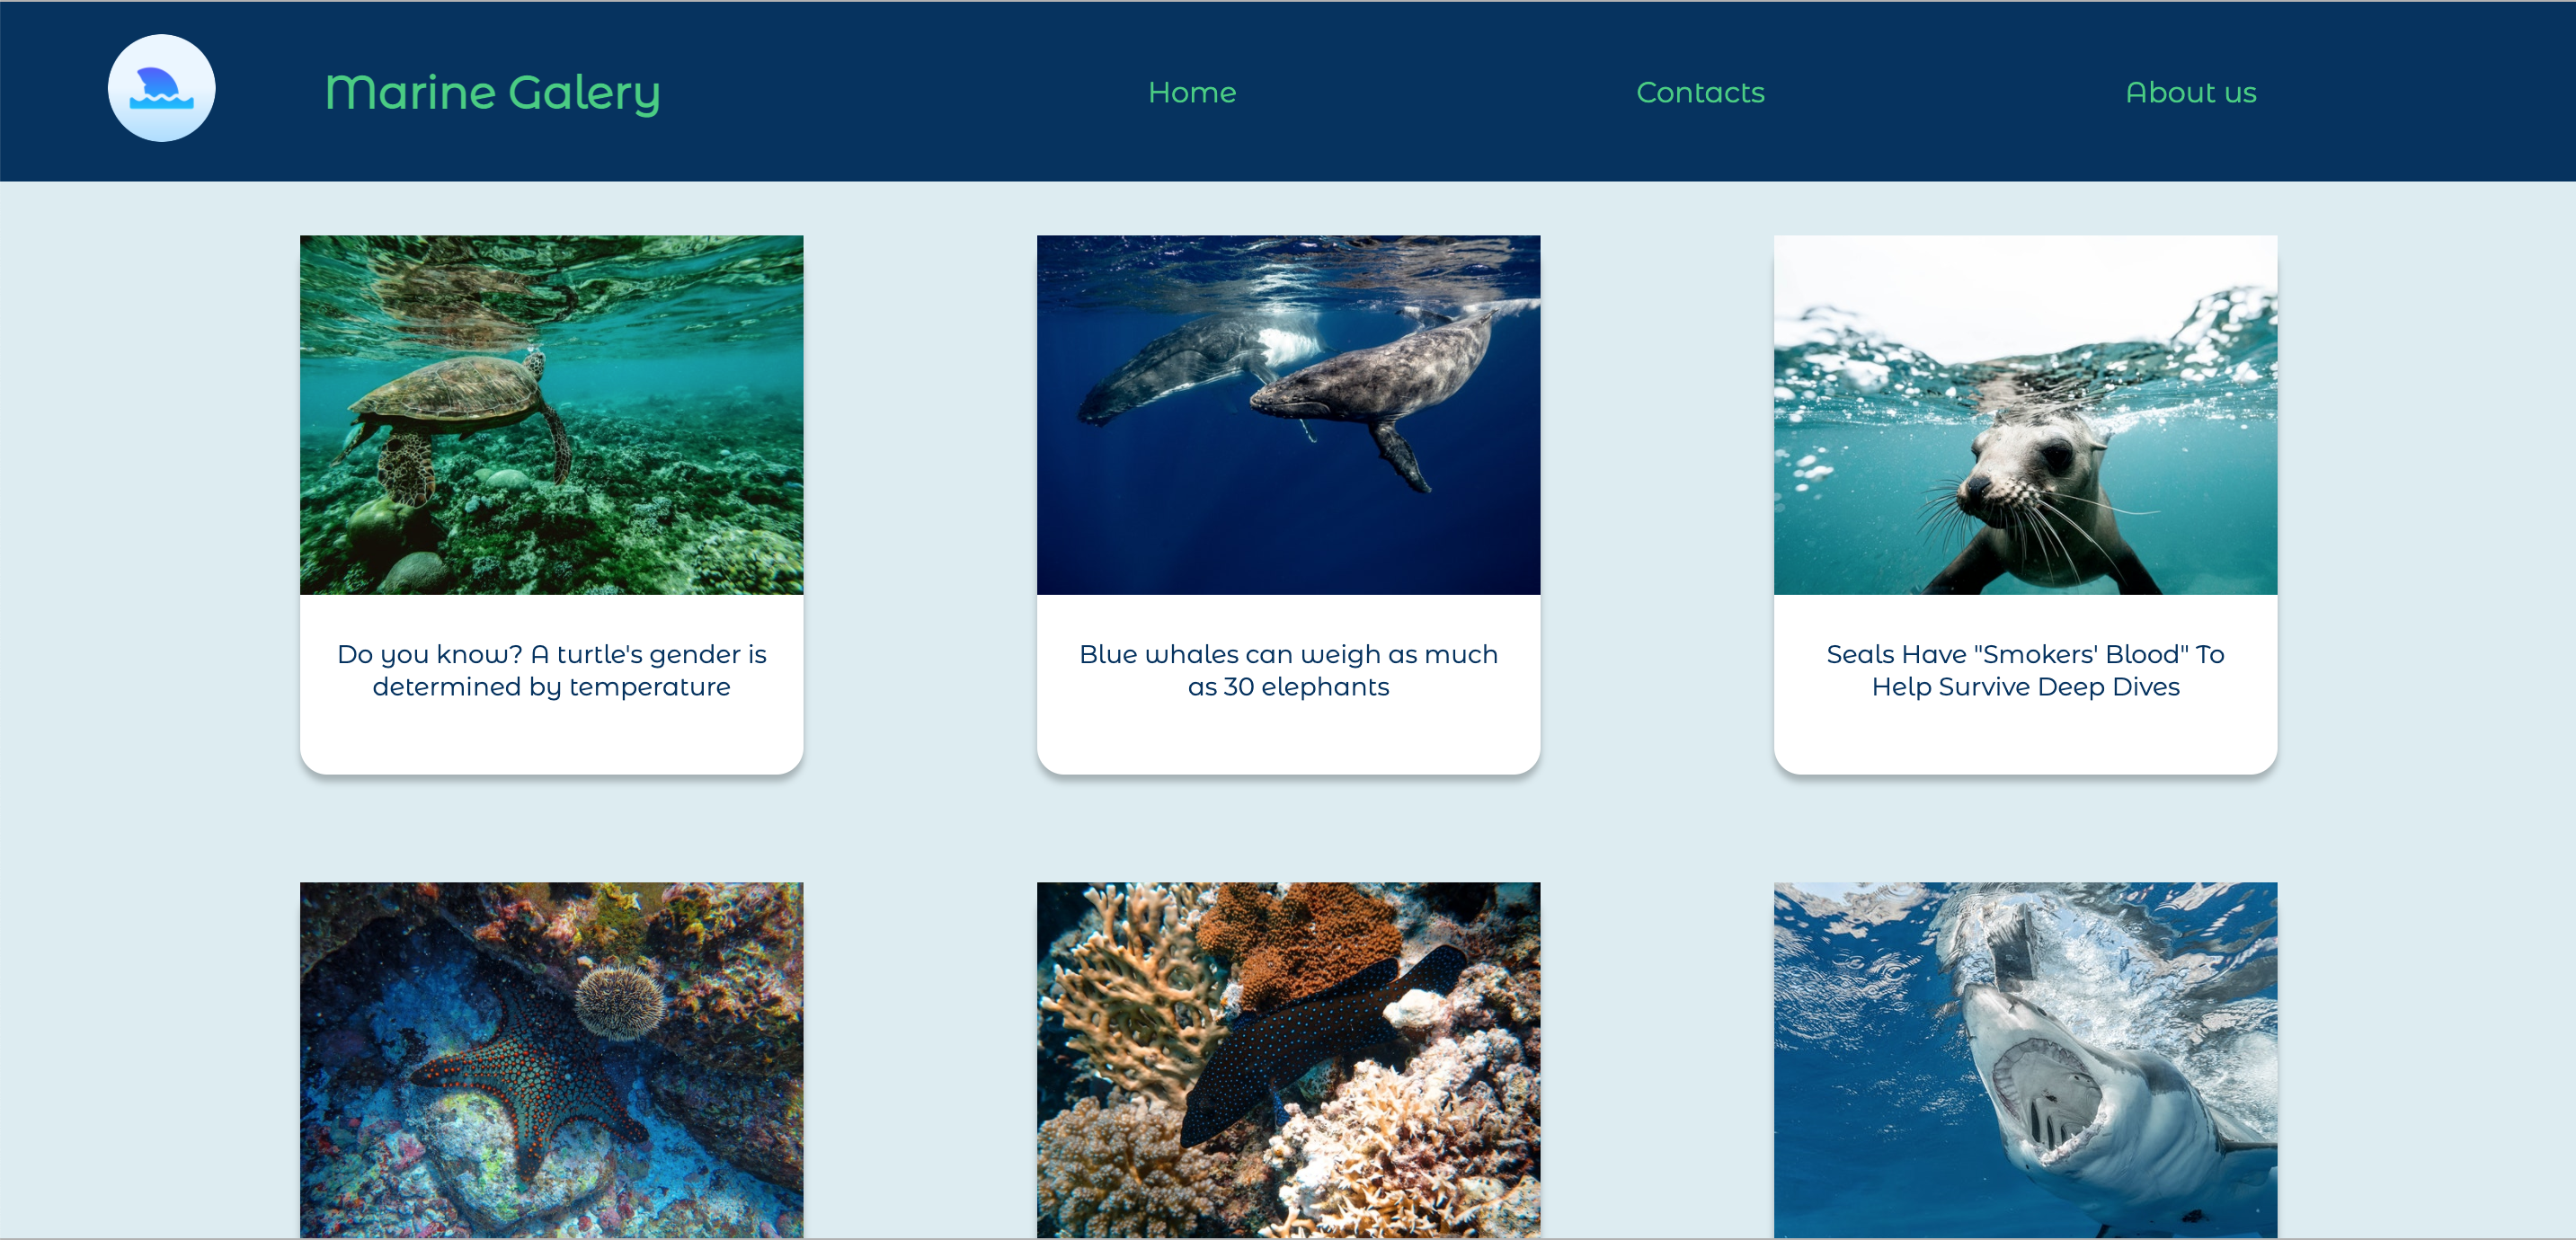 Marine Galery
Home
Contacts
About us
Do you know? A turtle's gender is
determined by temperature
Blue whales can weigh as much
as 30 elephants
Seals Have "Smokers' Blood" To
Help Survive Deep Dives